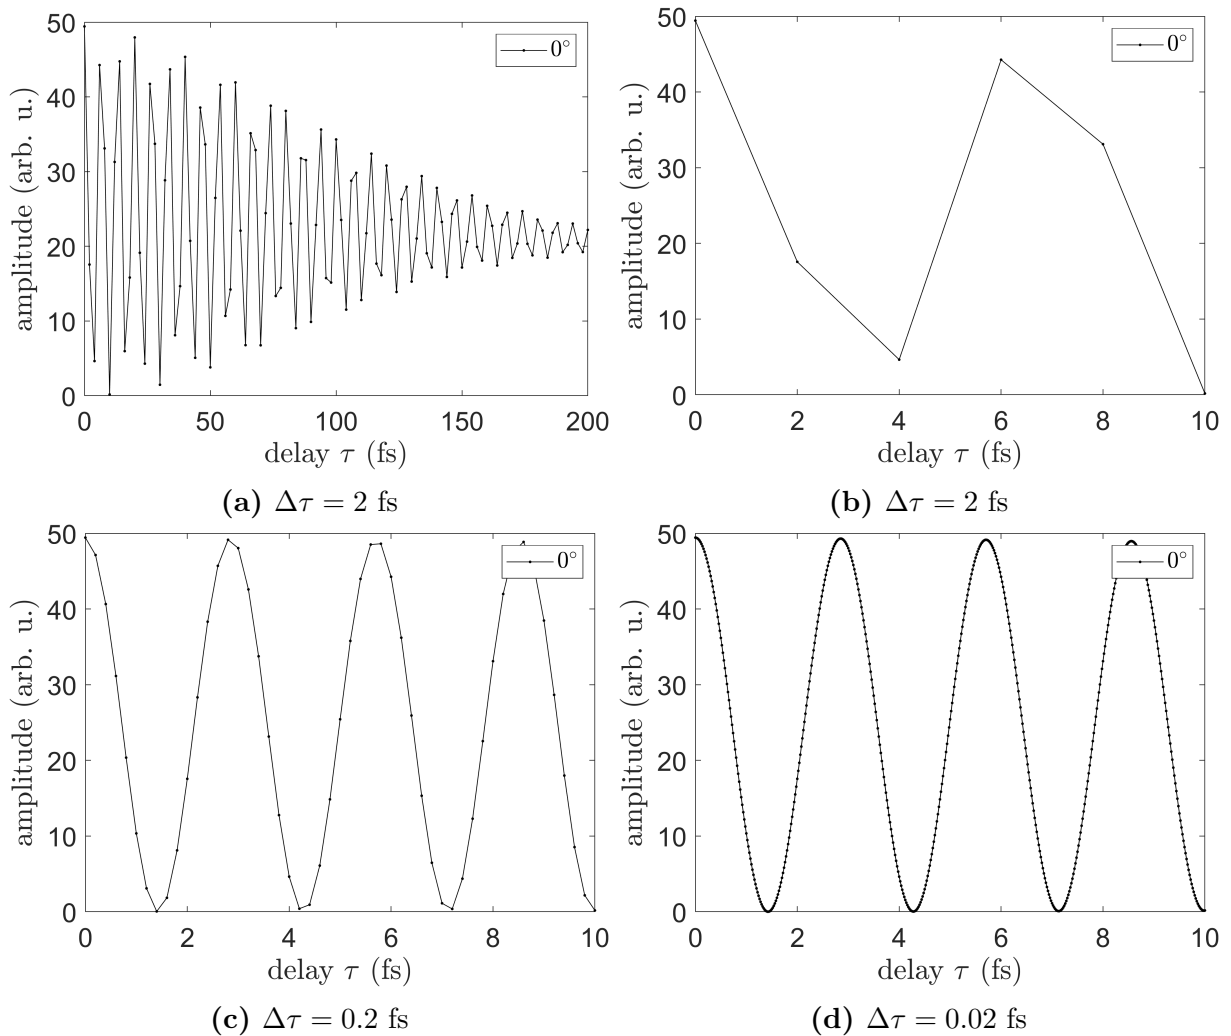 50
40
30
20
10
0
amplitude (arb. u.)
0°
0 50 100 150 200
delay τ (fs)
(a) Δτ = 2 fs
50
40
30
20
10
0
amplitude (arb. u.)
0°
0 2 4 6 8 10
delay τ (fs)
(b) Δτ = 2 fs
50
40
30
20
10
0
amplitude (arb. u.)
0°
0 2 4 6 8 10
delay τ (fs)
(c) Δτ = 0.2 fs
50
40
30
20
10
0
amplitude (arb. u.)
0°
0 2 4 6 8 10
delay τ (fs)
(d) Δτ = 0.02 fs